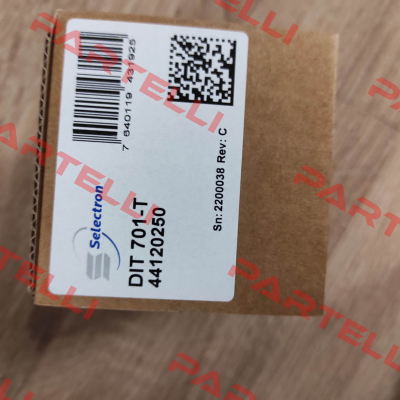 Selectron
DIT 701-T
44120250
7 640119 431925
Sn: 2200038 Rev: C
PARTELLI
PARTELLI
PARTELLI
PARTELLI
PARTELLI